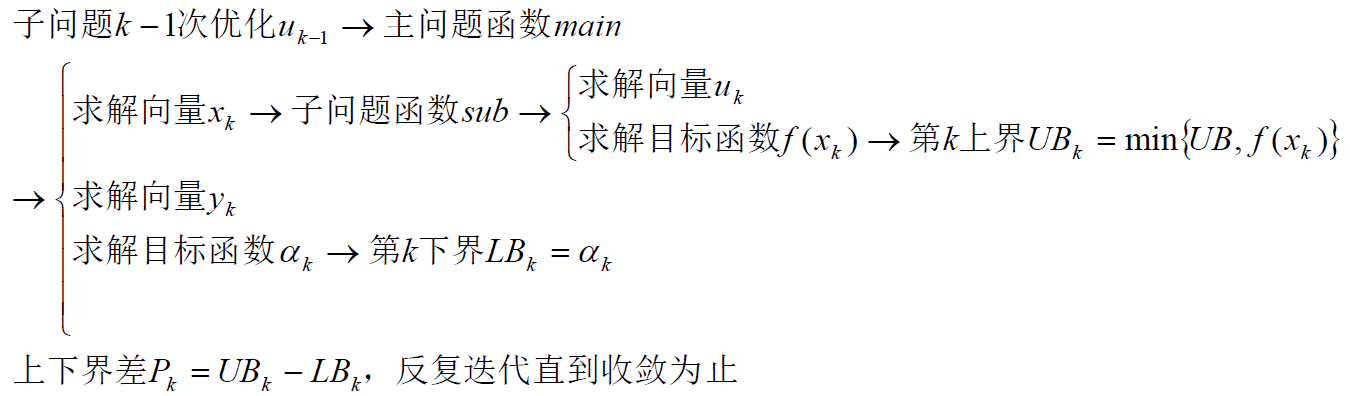 子问题k−1次优化u_{k−1} → 主问题函数main
求解向量x_k → 子问题函数sub → 求解向量u_k
求解目标函数f(x_k) → 第k上界UB_k = min{UB, f(x_k)}
→ 求解向量y_k
求解目标函数α_k → 第k下界LB_k = α_k
上下界差P_k = UB_k − LB_k，反复迭代直到收敛为止